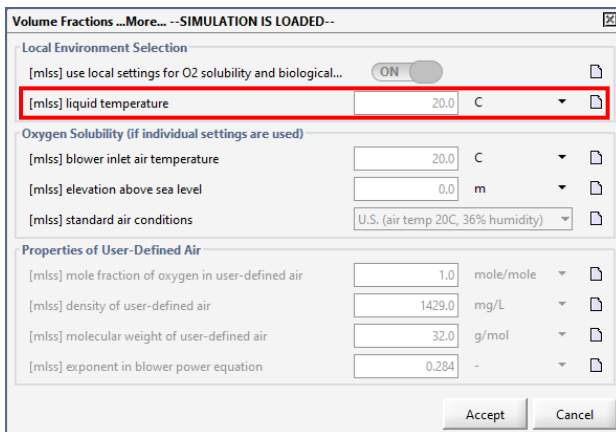 Volume Fractions ...More... --SIMULATION IS LOADED--
Local Environment Selection
[mlss] use local settings for O2 solubility and biological... ON
[mlss] liquid temperature 20.0 C
Oxygen Solubility (if individual settings are used)
[mlss] blower inlet air temperature 20.0 C
[mlss] elevation above sea level 0.0 m
[mlss] standard air conditions U.S. (air temp 20C, 36% humidity)
Properties of User-Defined Air
[mlss] mole fraction of oxygen in user-defined air 1.0 mole/mole
[mlss] density of user-defined air 1429.0 mg/L
[mlss] molecular weight of user-defined air 32.0 g/mol
[mlss] exponent in blower power equation 0.284 -
Accept Cancel